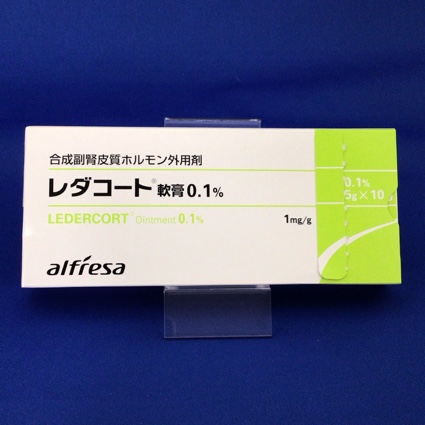 合成副腎皮質ホルモン外用剤
レダコート®軟膏0.1%
LEDERCORT® Ointment 0.1%
1mg/g
0.1%
5g×10
alfresa